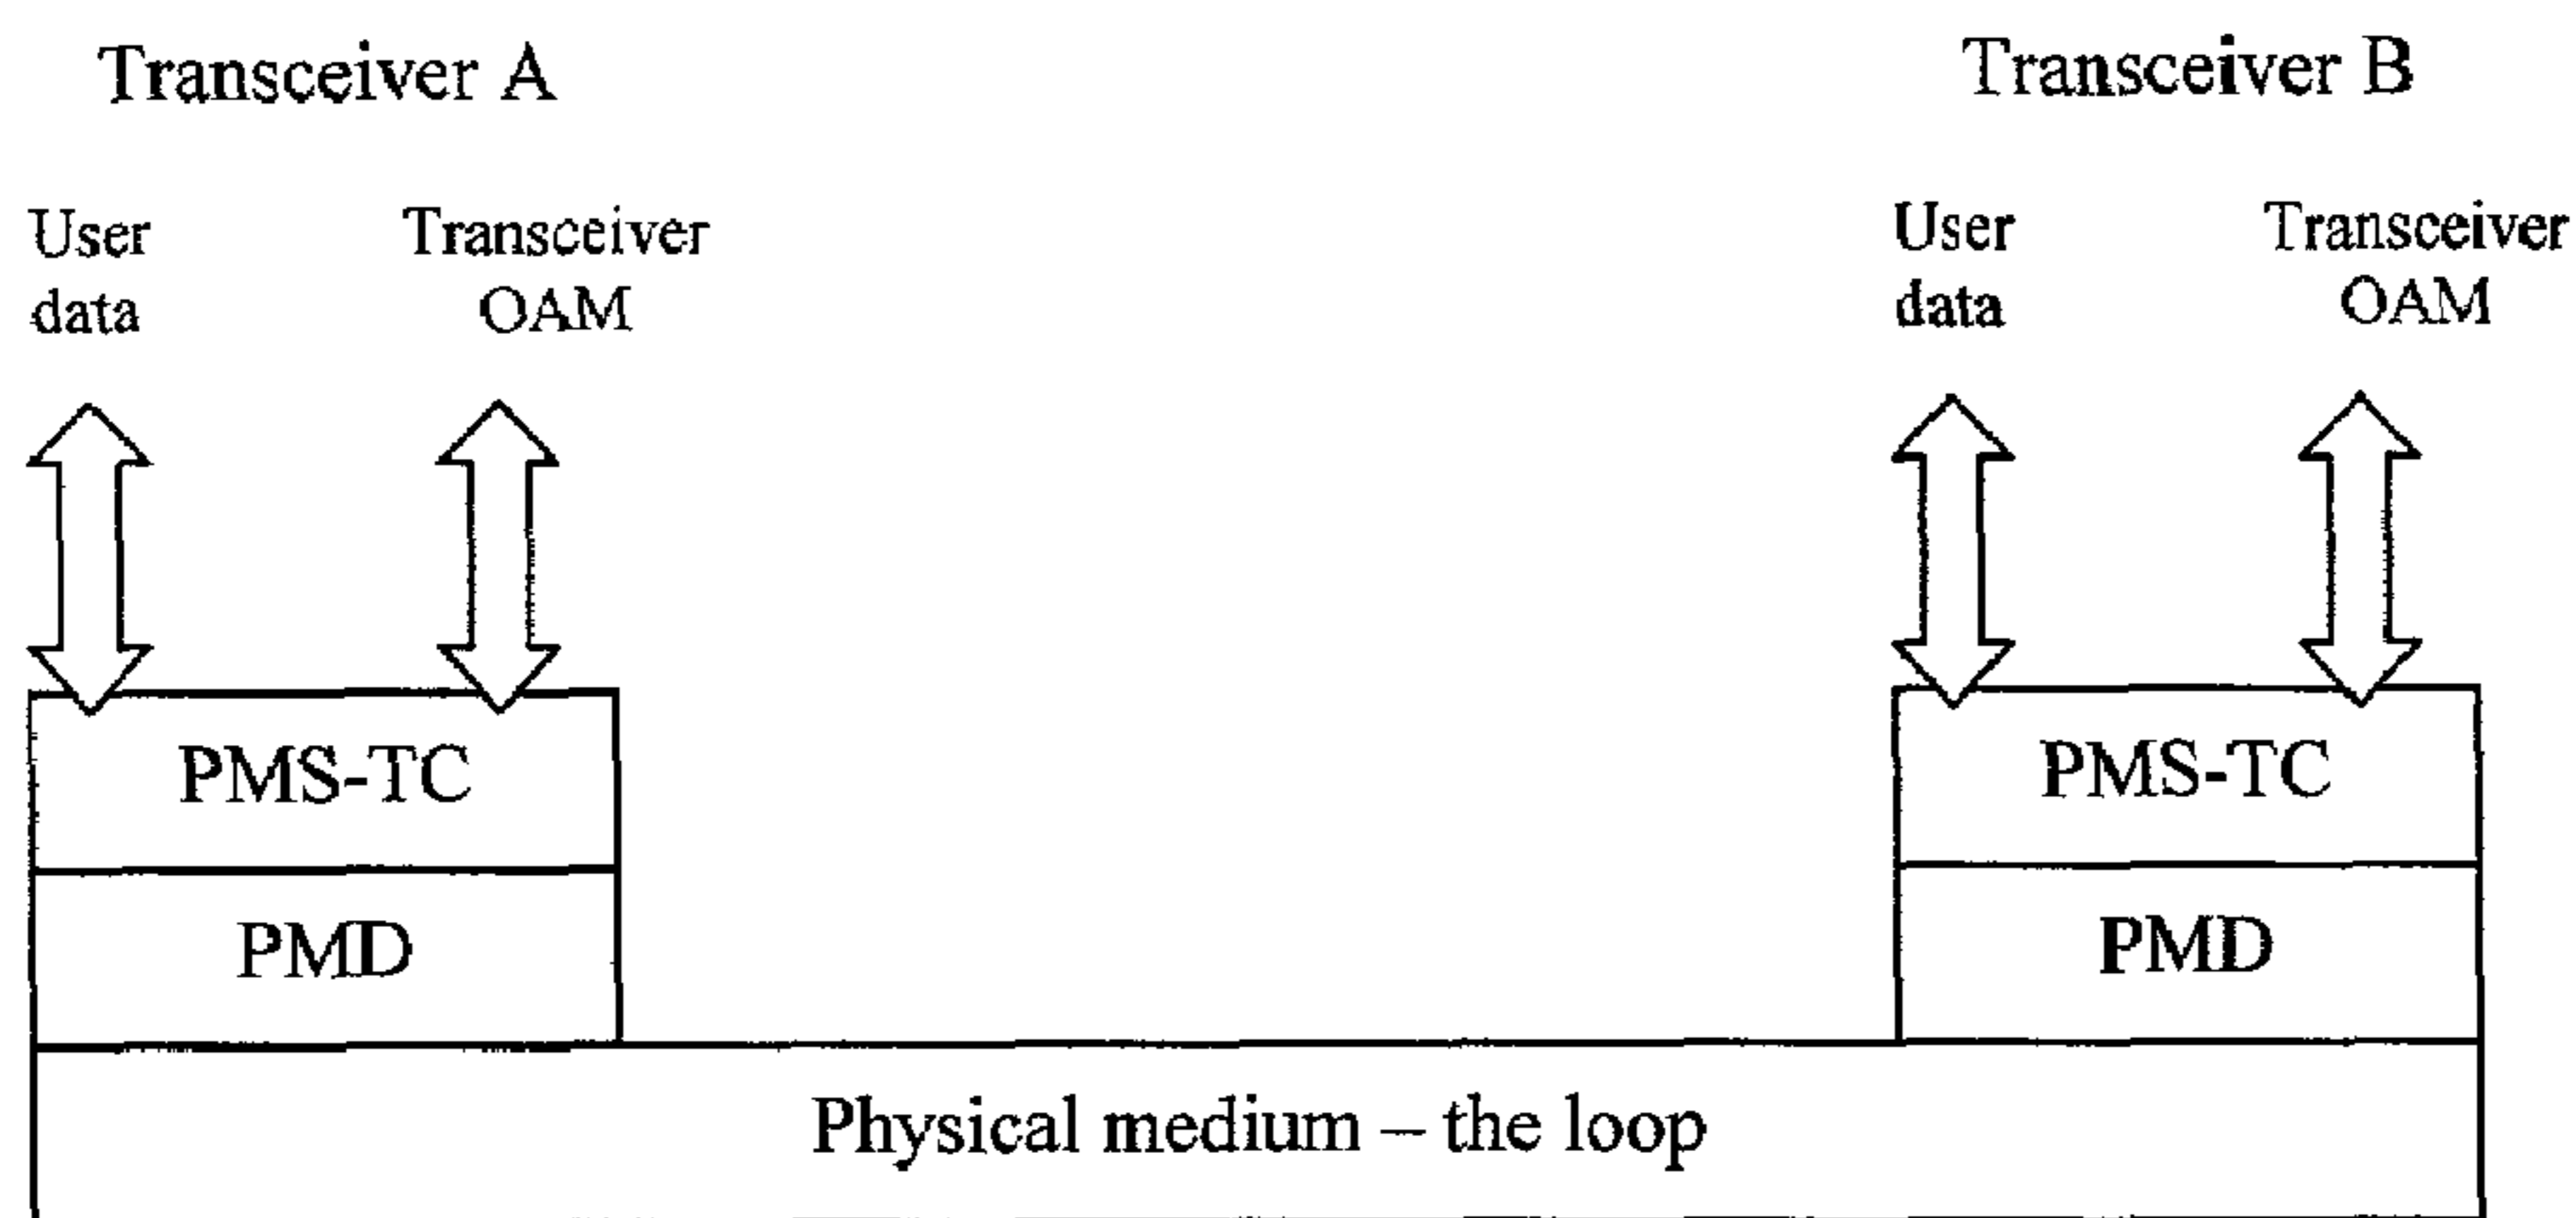 Transceiver A
Transceiver B
User
data
Transceiver
OAM
User
data
Transceiver
OAM
PMS-TC
PMS-TC
PMD
PMD
Physical medium – the loop